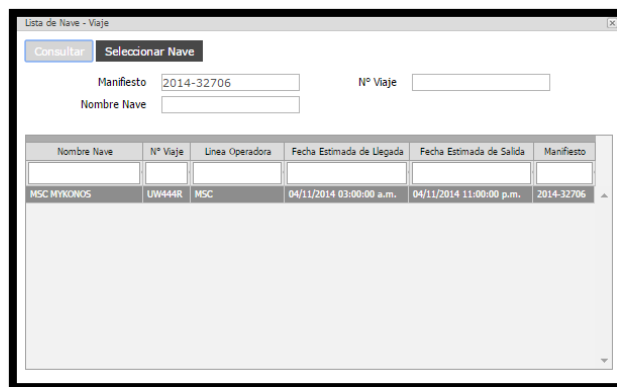 Lista de Nave - Viaje
Consultar Seleccionar Nave
Manifiesto 2014-32706 Nº Viaje
Nombre Nave
Nombre Nave Nº Viaje Linea Operadora Fecha Estimada de Llegada Fecha Estimada de Salida Manifiesto
MSC MYKONOS UW444R MSC 04/11/2014 03:00:00 a.m. 04/11/2014 11:00:00 p.m. 2014-32706